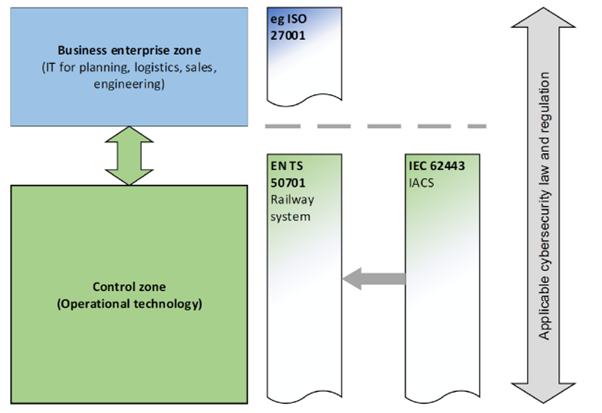 Business enterprise zone
(IT for planning, logistics, sales,
engineering)
eg ISO
27001
EN TS
50701
Railway
system
IEC 62443
IACS
Control zone
(Operational technology)
Applicable cybersecurity law and regulation